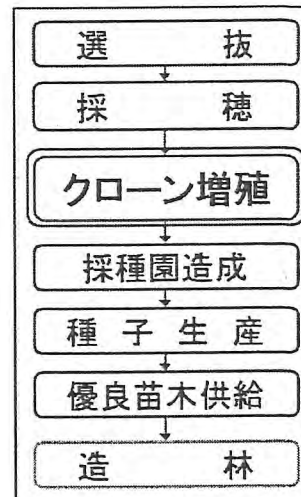 選抜
採穂
クローン増殖
採種園造成
種子生産
優良苗木供給
造林